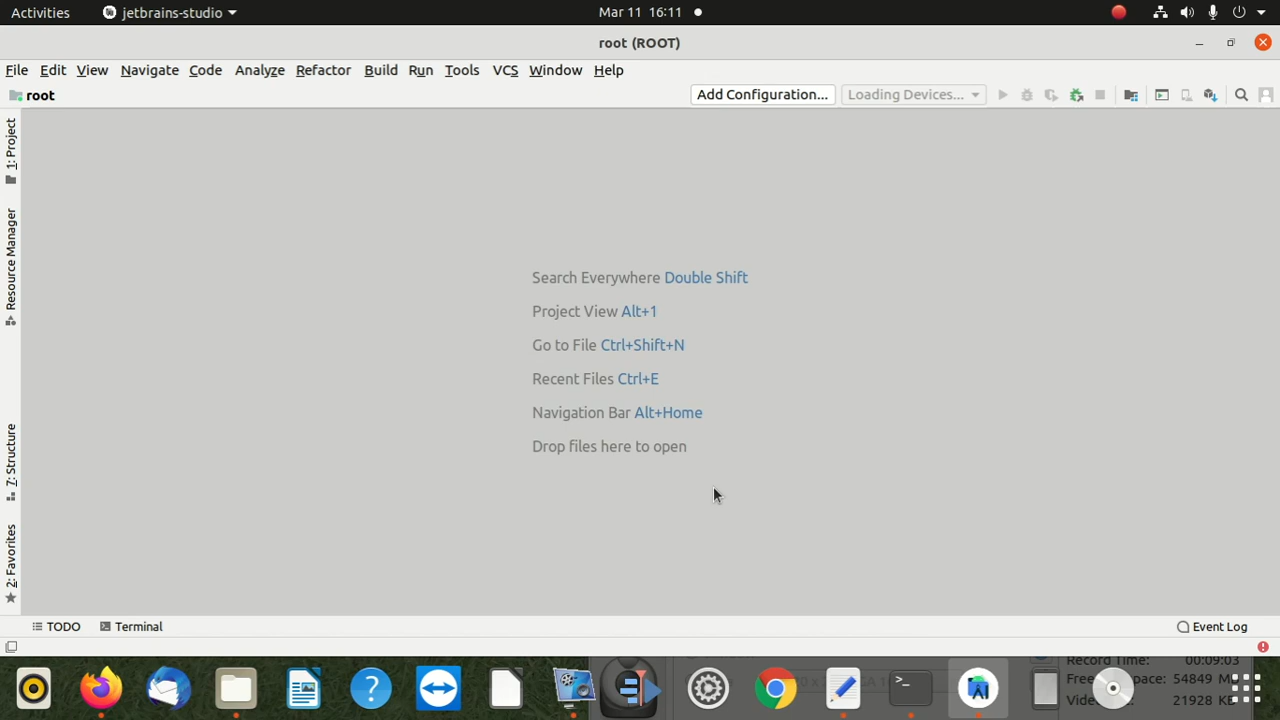 Activities jetbrains-studio Mar 11 16:11
root (ROOT)
File Edit View Navigate Code Analyze Refactor Build Run Tools VCS Window Help
root Add Configuration... Loading Devices...
1: Project
Resource Manager
7: Structure
2: Favorites
Search Everywhere Double Shift
Project View Alt+1
Go to File Ctrl+Shift+N
Recent Files Ctrl+E
Navigation Bar Alt+Home
Drop files here to open
TODO Terminal Event Log
Record Time: 00:09:03
54849
21928